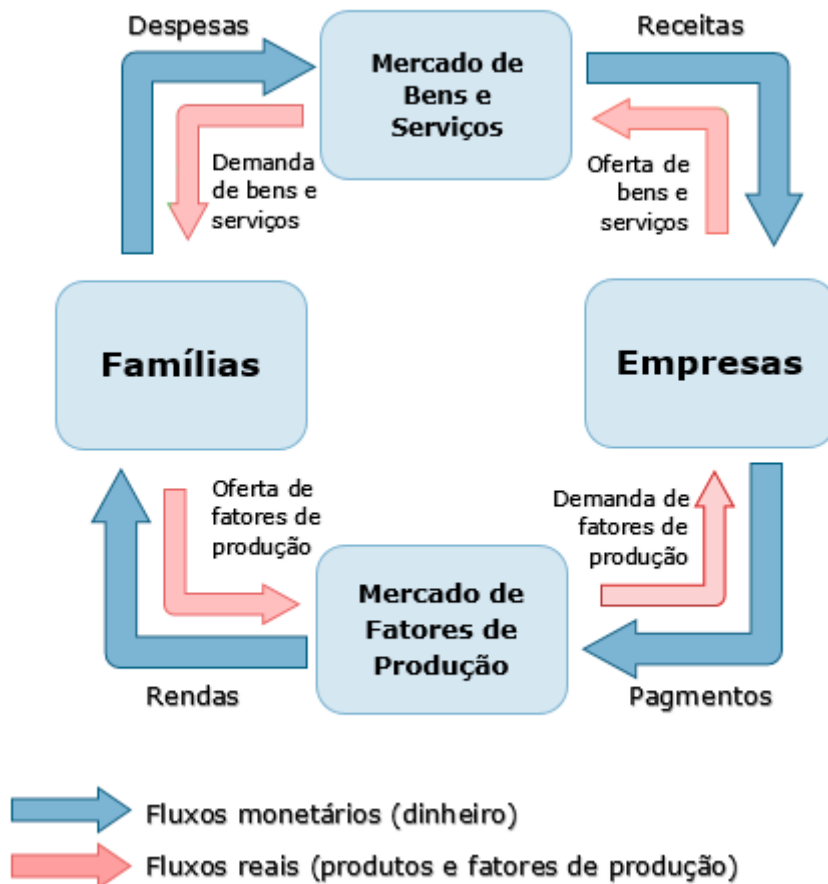 Despesas
Receitas
Mercado de
Bens e
Serviços
Demanda
de bens e
serviços
Oferta de
bens e
serviços
Famílias
Empresas
Oferta de
fatores de
produção
Demanda de
fatores de
produção
Mercado de
Fatores de
Produção
Rendas
Pagmentos
Fluxos monetários (dinheiro)
Fluxos reais (produtos e fatores de produção)